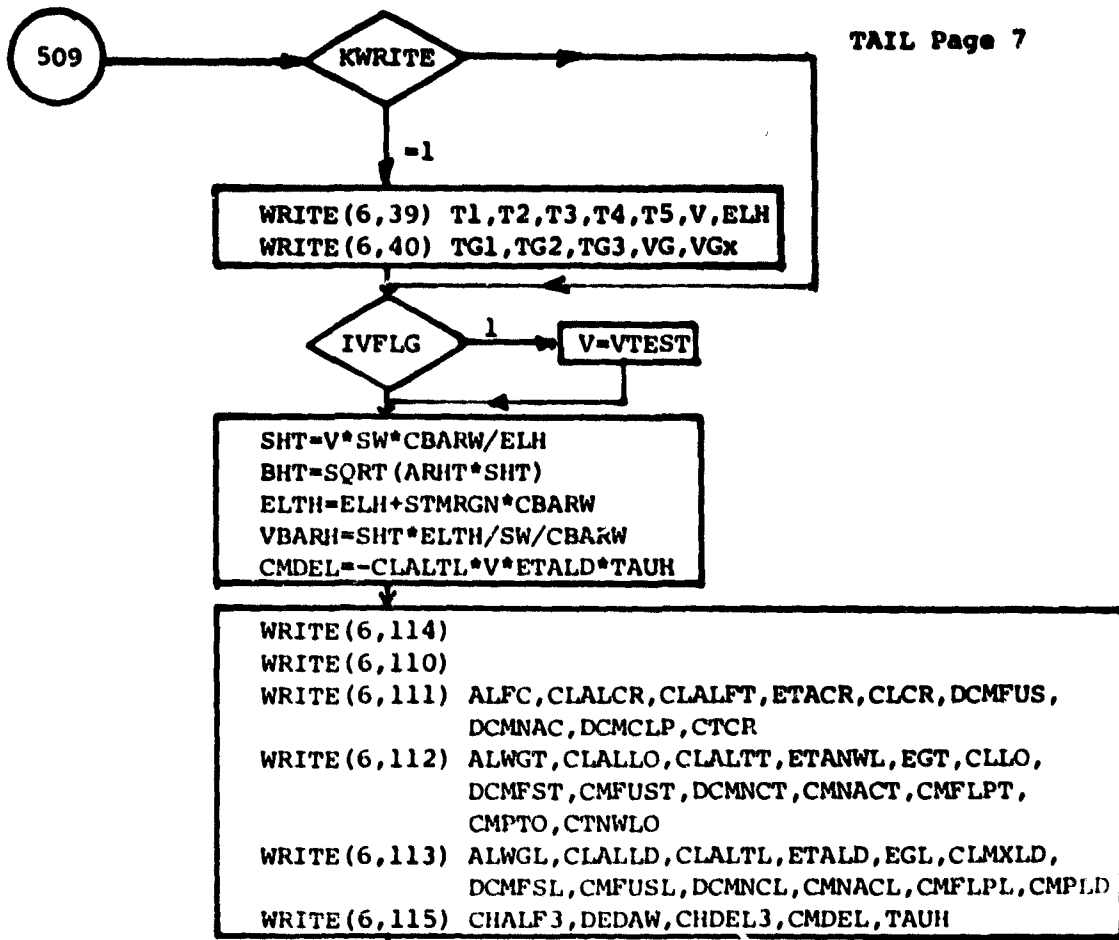 TAIL Page 7
509
KWRITE
=1
WRITE(6,39) T1,T2,T3,T4,T5,V,ELH
WRITE(6,40) TG1,TG2,TG3,VG,VGx
IVFLG
1
V=VTEST
SHT=V*SW*CBARW/ELH
BHT=SQRT(ARHT*SHT)
ELTH=ELH+STMRGN*CBARW
VBARH=SHT*ELTH/SW/CBARW
CMDEL=-CLALTL*V*ETALD*TAUH
WRITE(6,114)
WRITE(6,110)
WRITE(6,111) ALFC,CLALCR,CLALFT,ETACR,CLCR,DCMFUS,
DCMNAC,DCMCLP,CTCR
WRITE(6,112) ALWGT,CLALLO,CLALTT,ETANWL,EGT,CLLO,
DCMFST,CMFUST,DCMNCT,CMNACT,CMFLPT,
CMPTO,CTNWLO
WRITE(6,113) ALWGL,CLALLD,CLALTL,ETALD,EGL,CLMXLD,
DCMFSL,CMFUSL,DCMNCL,CMNACL,CMFLPL,CMPLD
WRITE(6,115) CHALF3,DEDAW,CHDEL3,CMDEL,TAUH